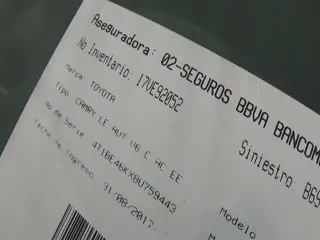 Aseguradora: 02-SEGUROS BBVA BANCOM
No Inventario: 17VE92052
Siniestro: B69
Marca: TOYOTA
Tipo CAMRY LE AUT V6 C AC EE
Modelo
No de Serie 4T1BE46KX8U759443
Fecha de Ingreso 31/08/2017